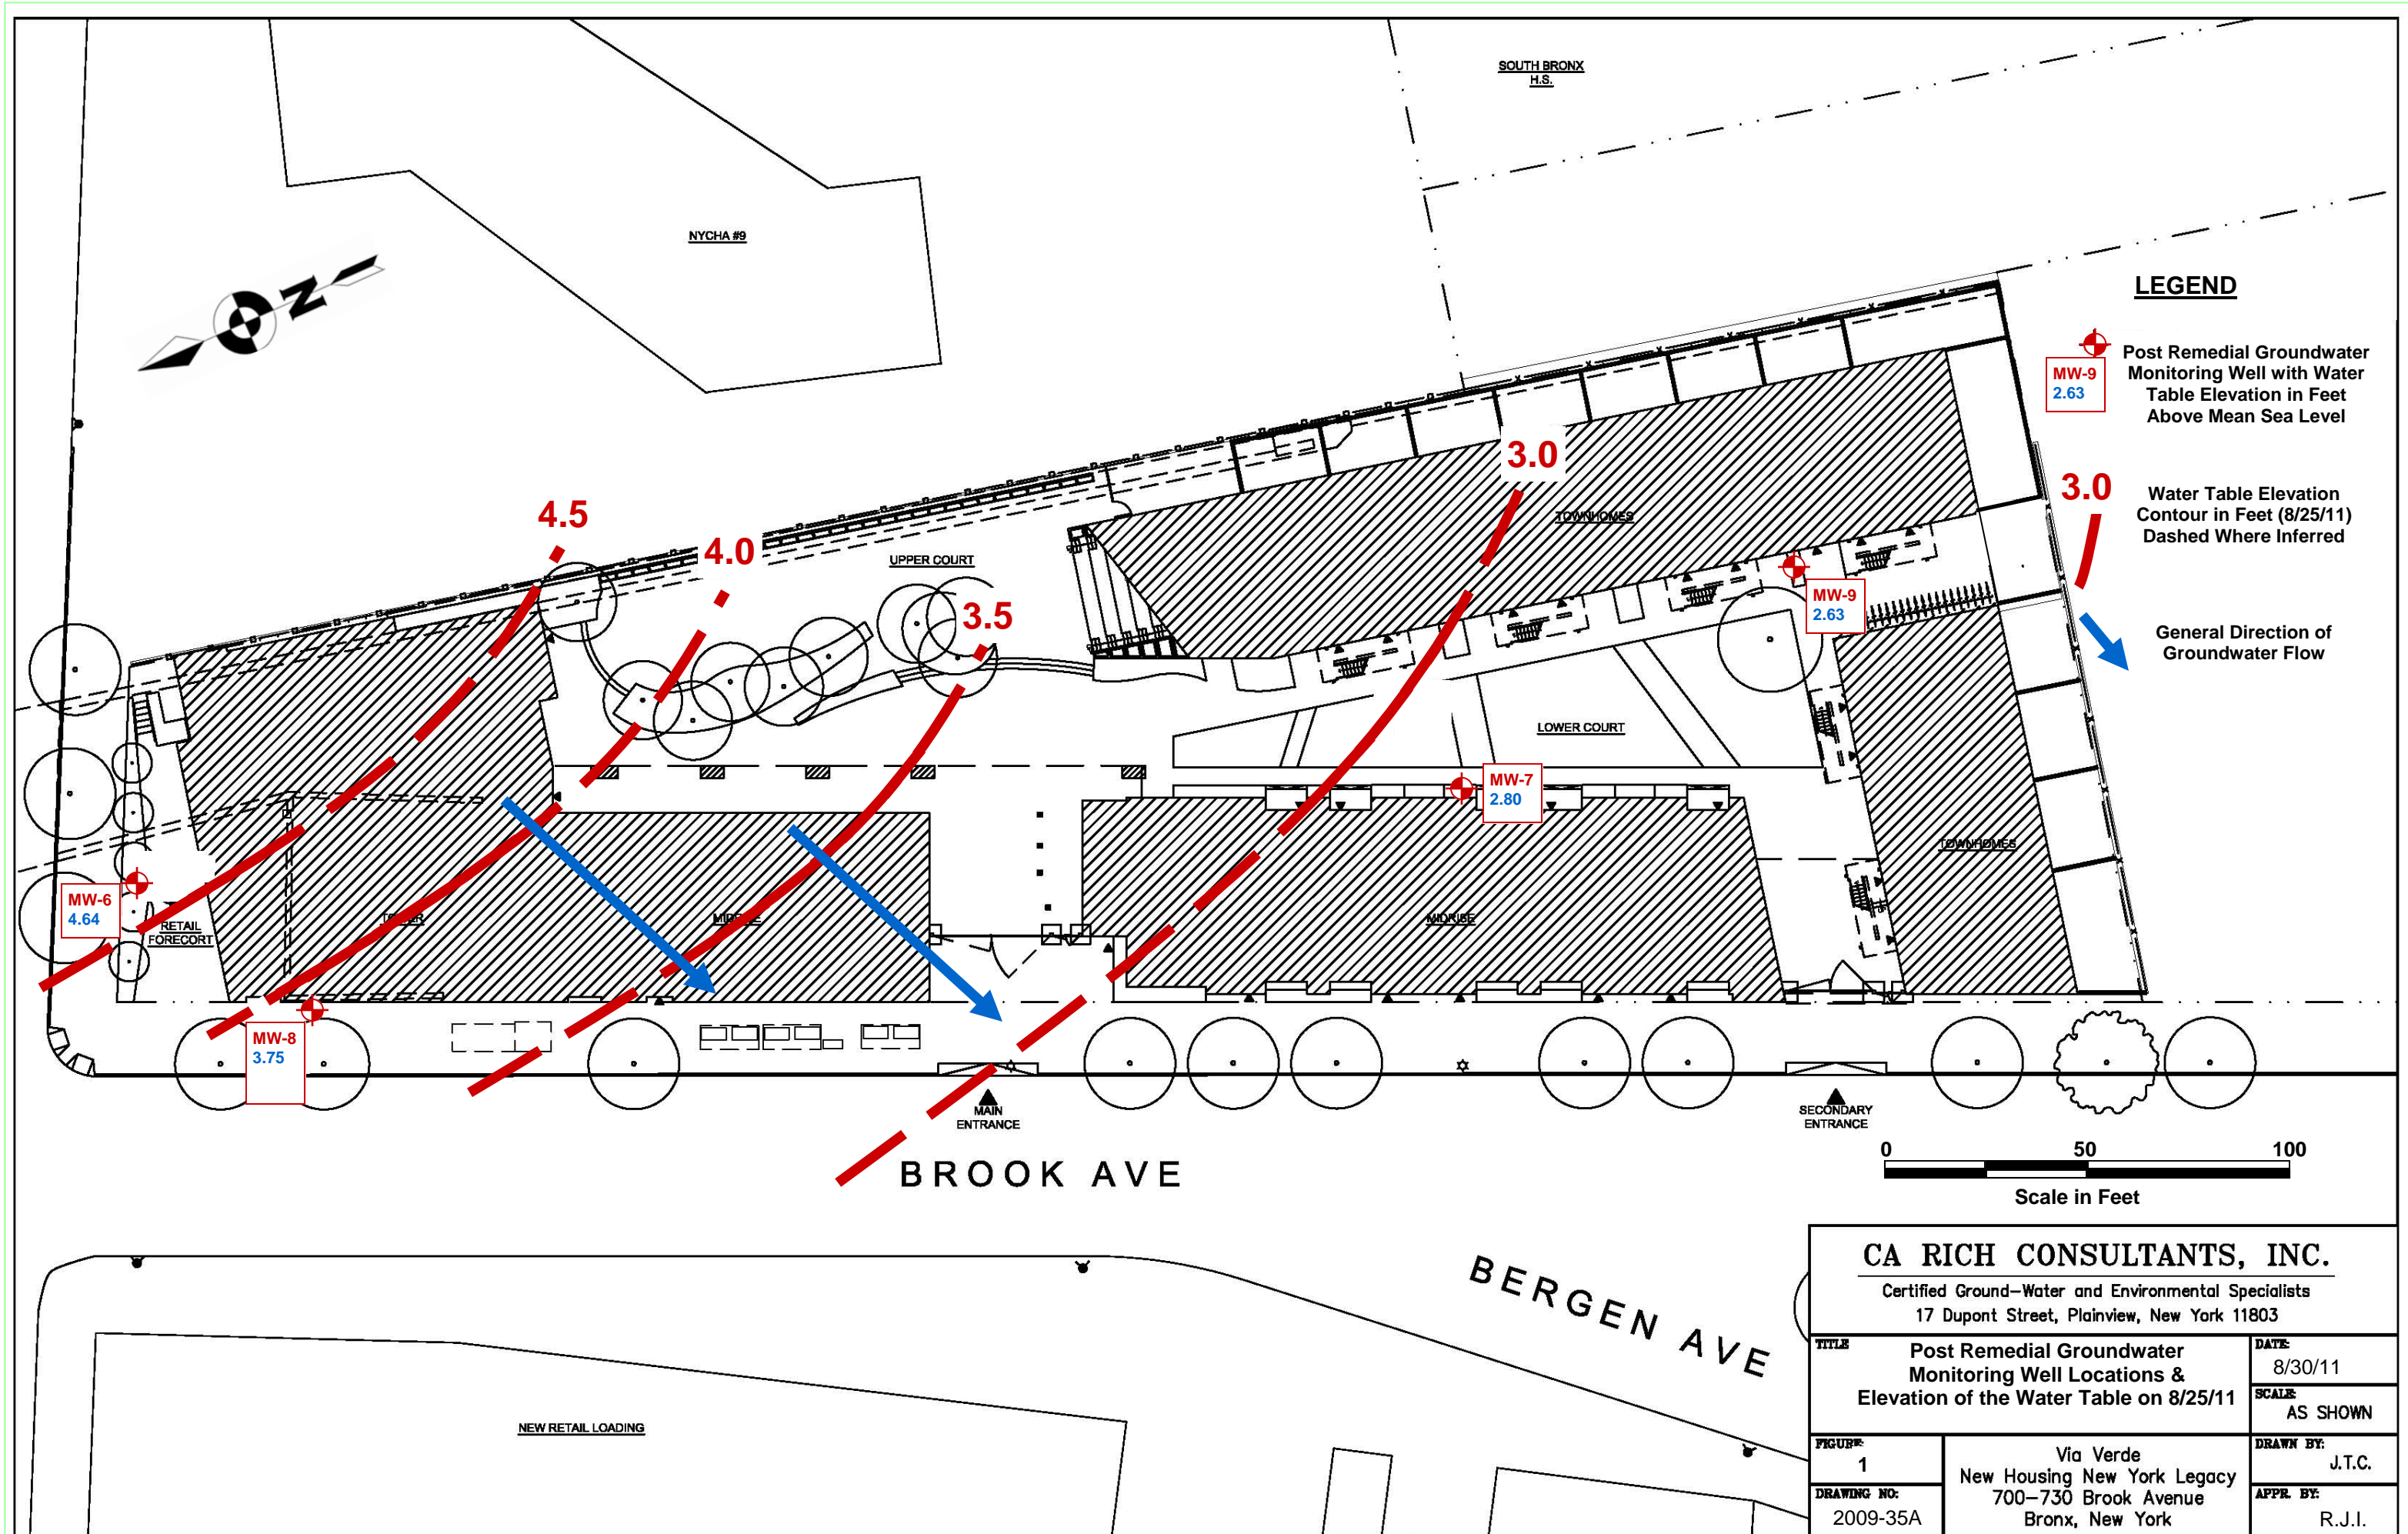 SOUTH BRONX
H.S.
NYCHA #9
N
LEGEND
MW-9
2.63
Post Remedial Groundwater
Monitoring Well with Water
Table Elevation in Feet
Above Mean Sea Level
3.0
Water Table Elevation
Contour in Feet (8/25/11)
Dashed Where Inferred
General Direction of
Groundwater Flow
4.5
4.0
3.5
3.0
UPPER COURT
TOWNHOMES
MW-9
2.63
LOWER COURT
MW-7
2.80
TOWNHOMES
MW-6
4.64
RETAIL
FORECORT
TOWER
MIDRISE
MIDRISE
MW-8
3.75
MAIN
ENTRANCE
SECONDARY
ENTRANCE
BROOK AVE
0 50 100
Scale in Feet
BERGEN AVE
NEW RETAIL LOADING
CA RICH CONSULTANTS, INC.
Certified Ground-Water and Environmental Specialists
17 Dupont Street, Plainview, New York 11803
TITLE
Post Remedial Groundwater
Monitoring Well Locations &
Elevation of the Water Table on 8/25/11
DATE:
8/30/11
SCALE:
AS SHOWN
FIGURE:
1
DRAWING NO:
2009-35A
Via Verde
New Housing New York Legacy
700-730 Brook Avenue
Bronx, New York
DRAWN BY:
J.T.C.
APPR. BY:
R.J.I.